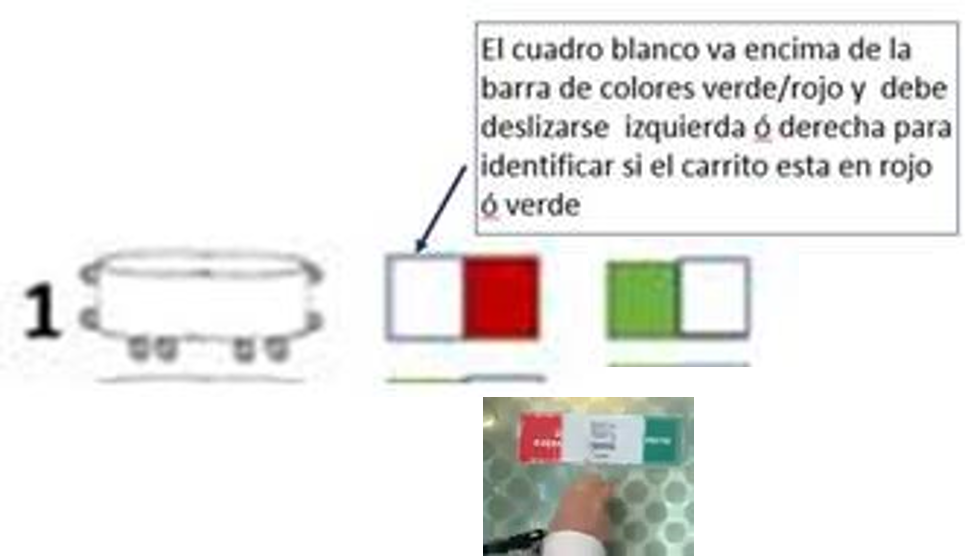 El cuadro blanco va encima de la
barra de colores verde/rojo y debe
deslizarse izquierda ó derecha para
identificar si el carrito esta en rojo
ó verde
1